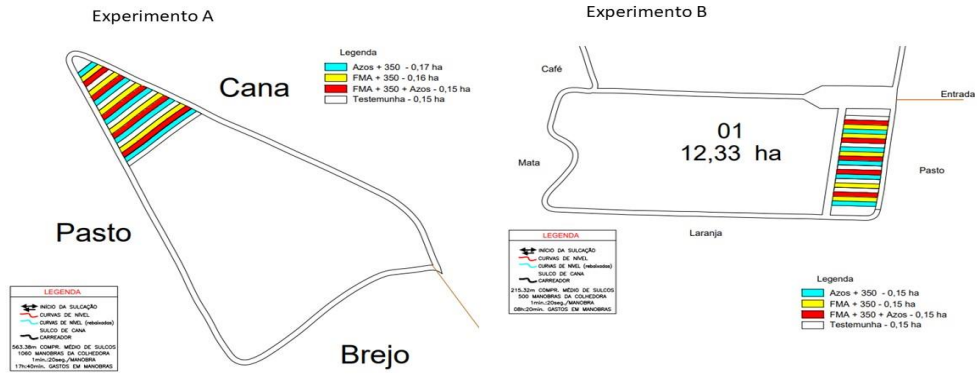 Experimento A
Legenda
Azos + 350 - 0,17 ha
FMA + 350 - 0,16 ha
FMA + 350 + Azos - 0,15 ha
Testemunha - 0,15 ha
Cana
Pasto
Brejo
LEGENDA
INÍCIO DA SULCAÇÃO
CURVAS DE NÍVEL
CURVAS DE NÍVEL (rebaixadas)
SULCO DE CANA
CARREADOR
563.38m COMPR. MÉDIO DE SULCOS
1060 MANOBRAS DA COLHEDORA
1min.:20seg./MANOBRA
17h:40min. GASTOS EM MANOBRAS
Experimento B
Café
Entrada
01
12,33 ha
Mata
Pasto
Laranja
LEGENDA
INÍCIO DA SULCAÇÃO
CURVAS DE NÍVEL
CURVAS DE NÍVEL (rebaixadas)
SULCO DE CANA
CARREADOR
215.32m COMPR. MÉDIO DE SULCOS
500 MANOBRAS DA COLHEDORA
1min.:20seg./MANOBRA
08h:20min. GASTOS EM MANOBRAS
Legenda
Azos + 350 - 0,15 ha
FMA + 350 - 0,15 ha
FMA + 350 + Azos - 0,15 ha
Testemunha - 0,15 ha